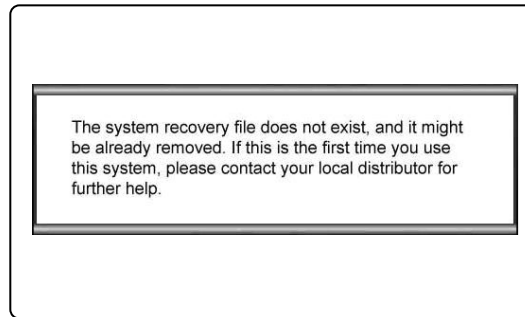 The system recovery file does not exist, and it might
be already removed. If this is the first time you use
this system, please contact your local distributor for
further help.